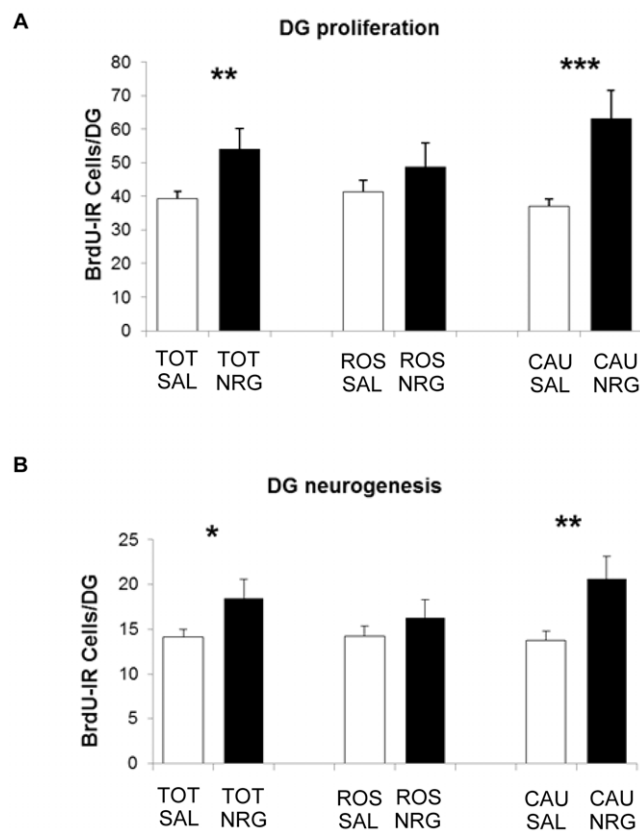 A
DG proliferation
**
***
BrdU-IR Cells/DG
80
70
60
50
40
30
20
10
0
TOT TOT ROS ROS CAU CAU
SAL NRG SAL NRG SAL NRG
B
DG neurogenesis
*
**
BrdU-IR Cells/DG
25
20
15
10
5
0
TOT TOT ROS ROS CAU CAU
SAL NRG SAL NRG SAL NRG